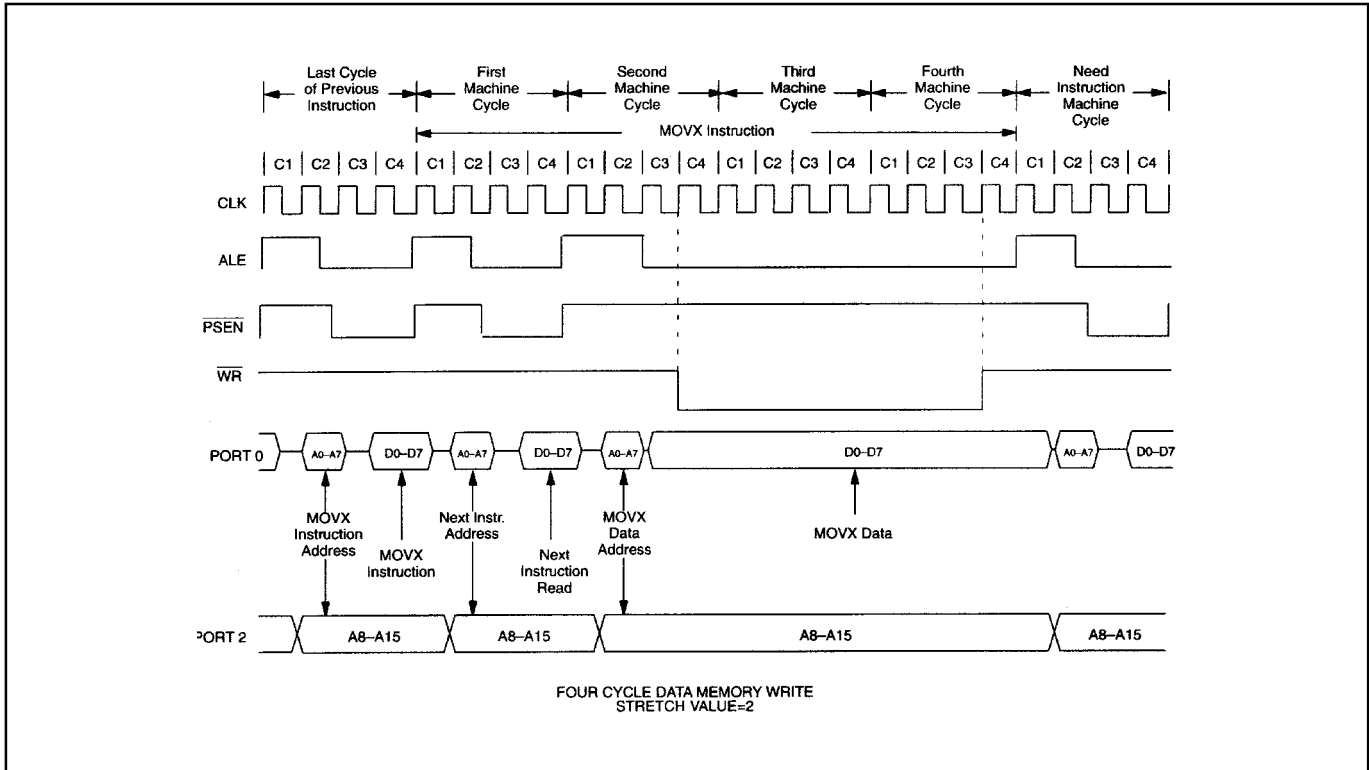 Last Cycle of Previous Instruction
First Machine Cycle
Second Machine Cycle
Third Machine Cycle
Fourth Machine Cycle
Need Instruction Machine Cycle
MOVX Instruction
C1 C2 C3 C4 C1 C2 C3 C4 C1 C2 C3 C4 C1 C2 C3 C4 C1 C2 C3 C4 C1 C2 C3 C4
CLK
ALE
PSEN
WR
PORT 0 A0–A7 D0–D7 A0–A7 D0–D7 A0–A7 D0–D7 A0–A7 D0–D7
MOVX Instruction Address
MOVX Instruction
Next Instr. Address
Next Instruction Read
MOVX Data Address
MOVX Data
PORT 2 A8–A15 A8–A15 A8–A15 A8–A15
FOUR CYCLE DATA MEMORY WRITE
STRETCH VALUE=2